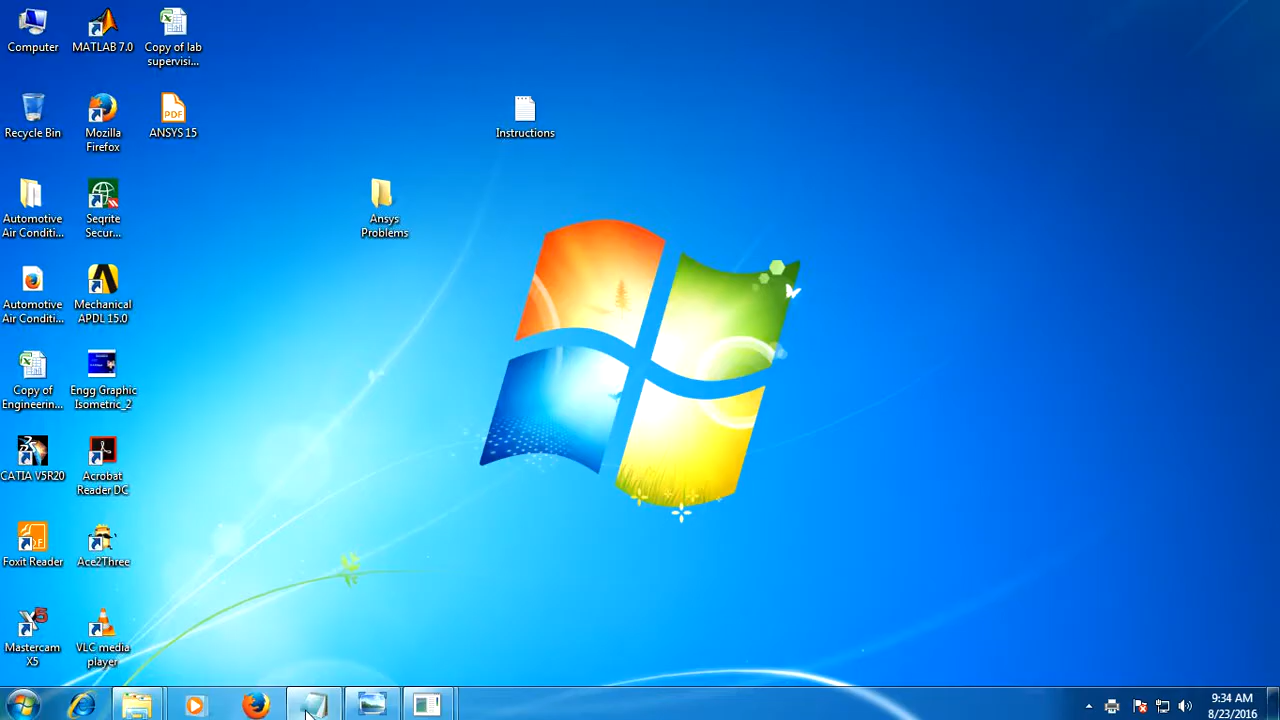 Computer
MATLAB 7.0
Copy of lab
supervisi...
Recycle Bin
Mozilla
Firefox
PDF
ANSYS 15
Instructions
Automotive
Air Conditi...
Seqrite
Secur...
Ansys
Problems
Automotive
Air Conditi...
Mechanical
APDL 15.0
Copy of
Engineerin...
Engg Graphic
Isometric_2
CATIA V5R20
Acrobat
Reader DC
Foxit Reader
Ace2Three
Mastercam
X5
VLC media
player
9:34 AM
8/23/2016